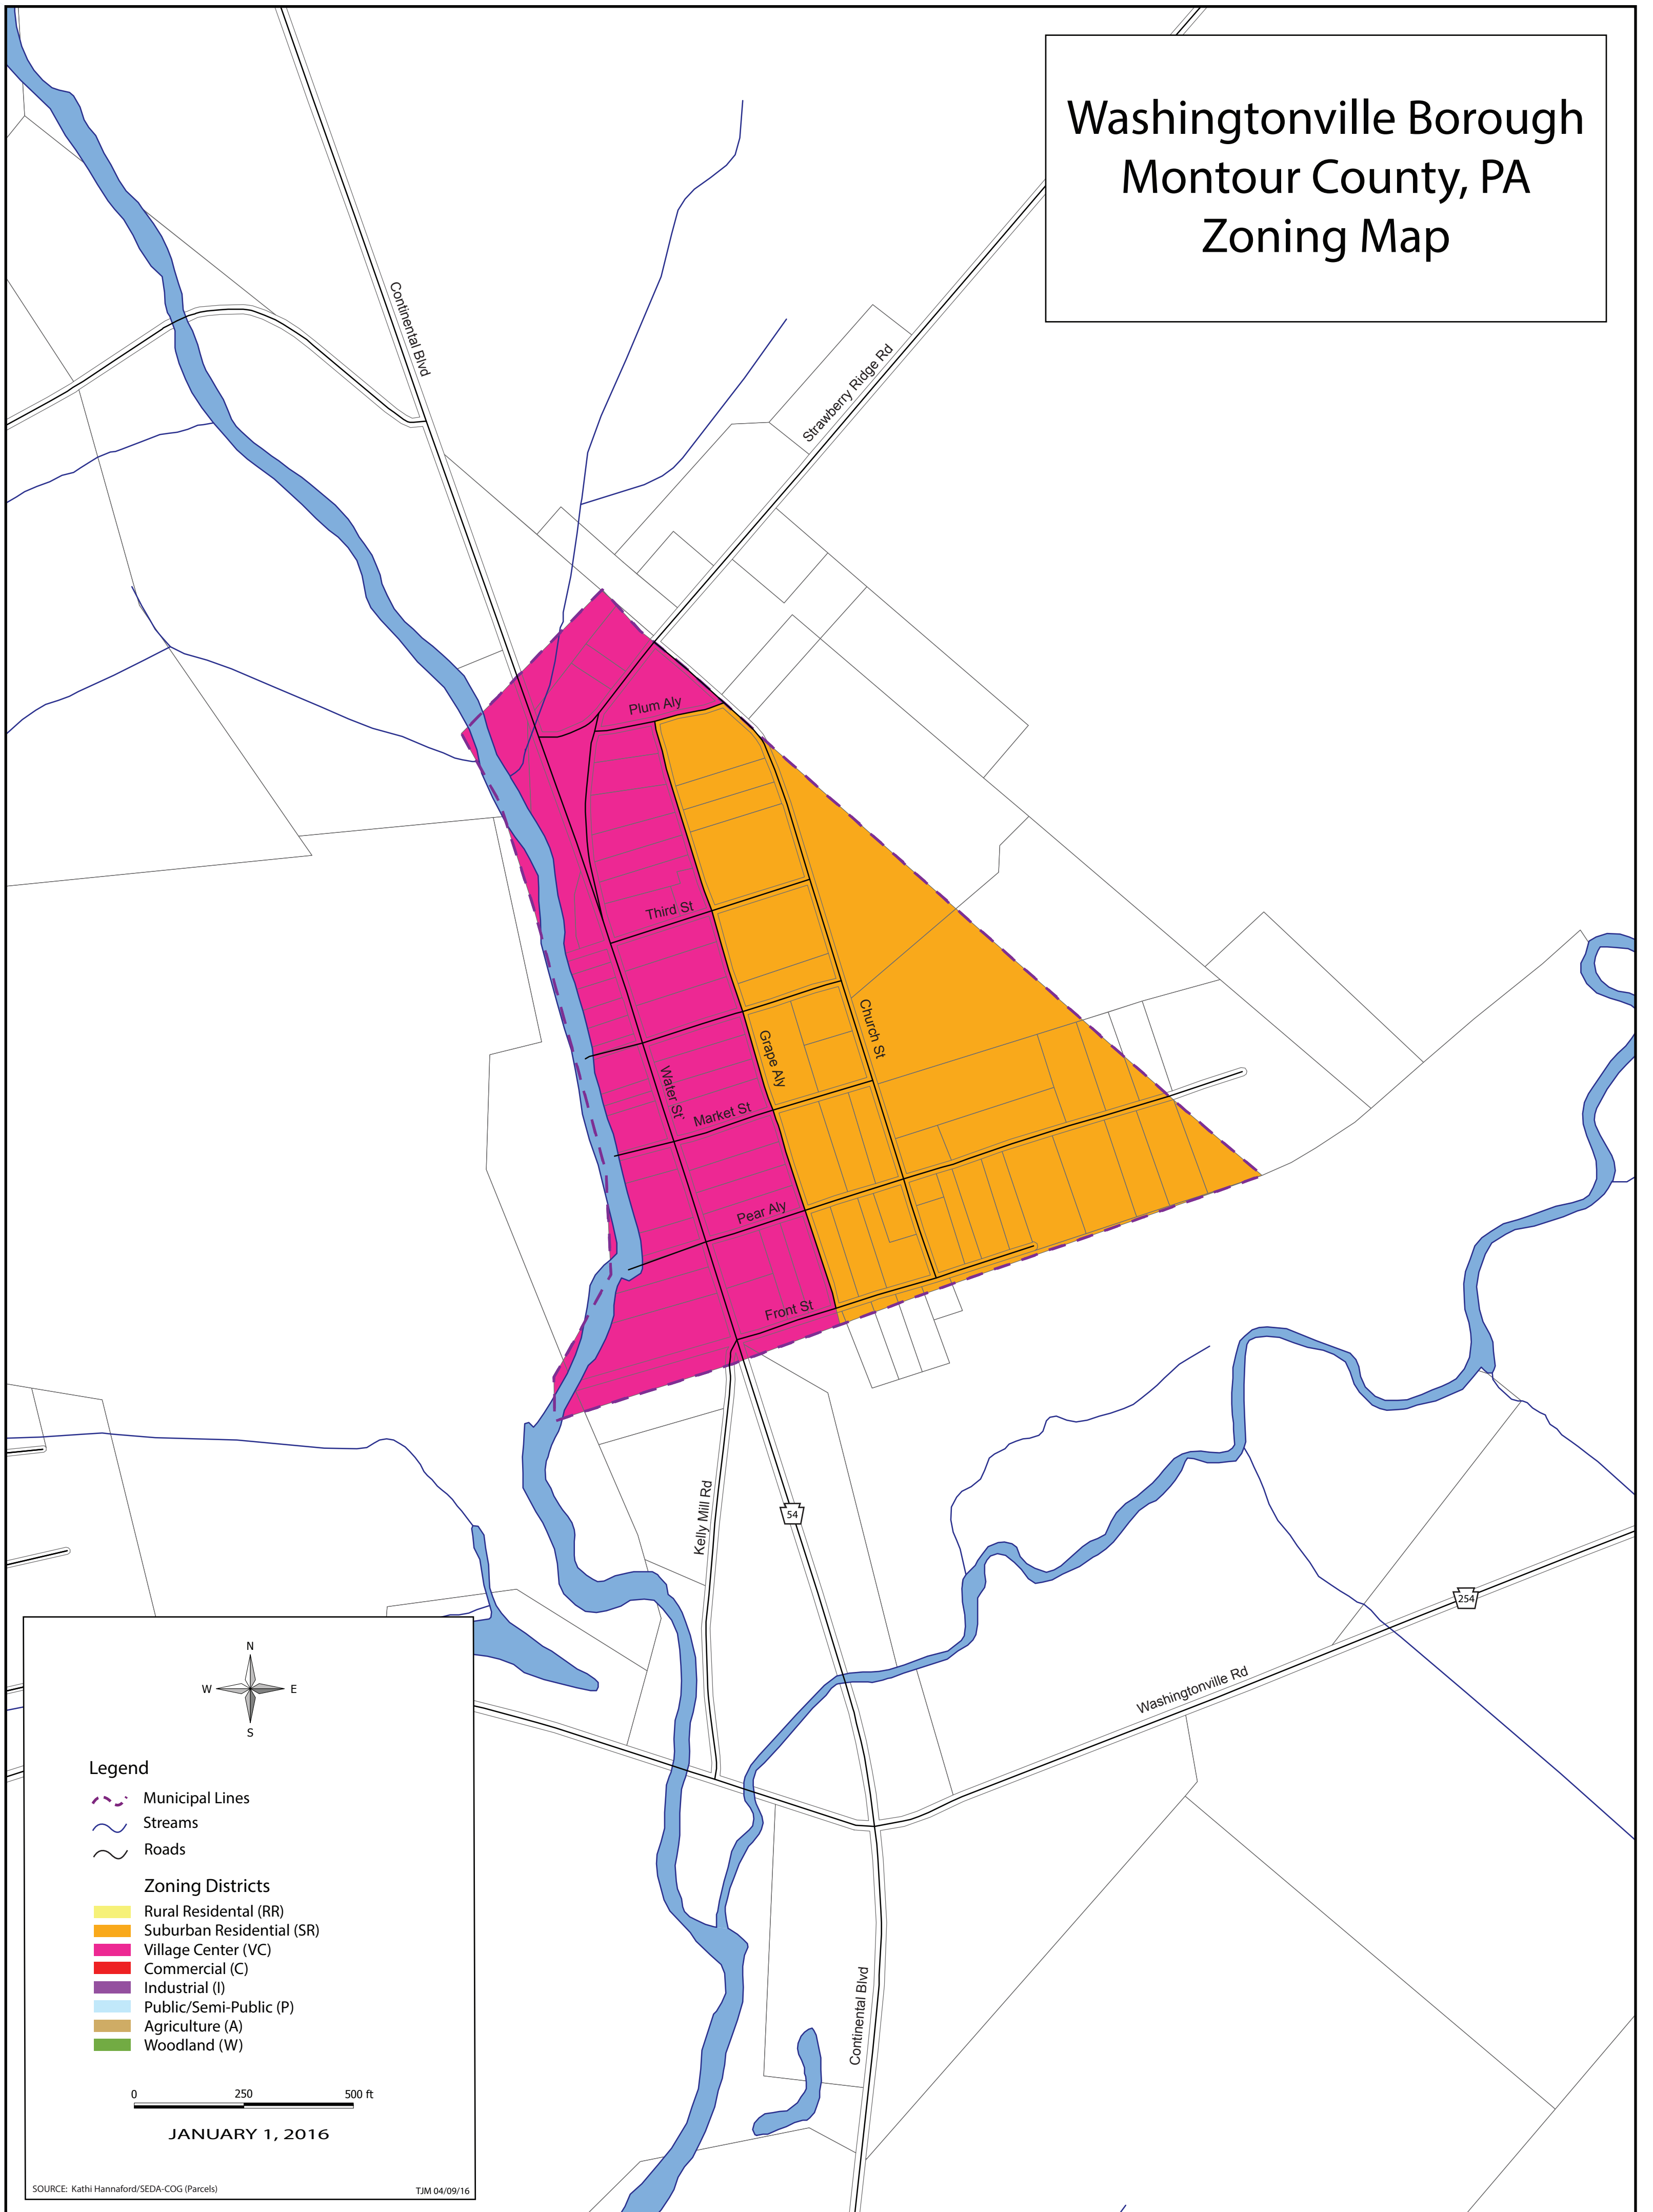 Washingtonville Borough
Montour County, PA
Zoning Map
Continental Blvd
Strawberry Ridge Rd
Plum Aly
Third St
Church St
Grape Aly
Water St'
Market St
Pear Aly
Front St
Kelly Mill Rd
54
254
Washingtonville Rd
Continental Blvd
N
W
E
S
Legend
Municipal Lines
Streams
Roads
Zoning Districts
Rural Residental (RR)
Suburban Residential (SR)
Village Center (VC)
Commercial (C)
Industrial (I)
Public/Semi-Public (P)
Agriculture (A)
Woodland (W)
0 250 500 ft
JANUARY 1, 2016
SOURCE: Kathi Hannaford/SEDA-COG (Parcels)
TJM 04/09/16